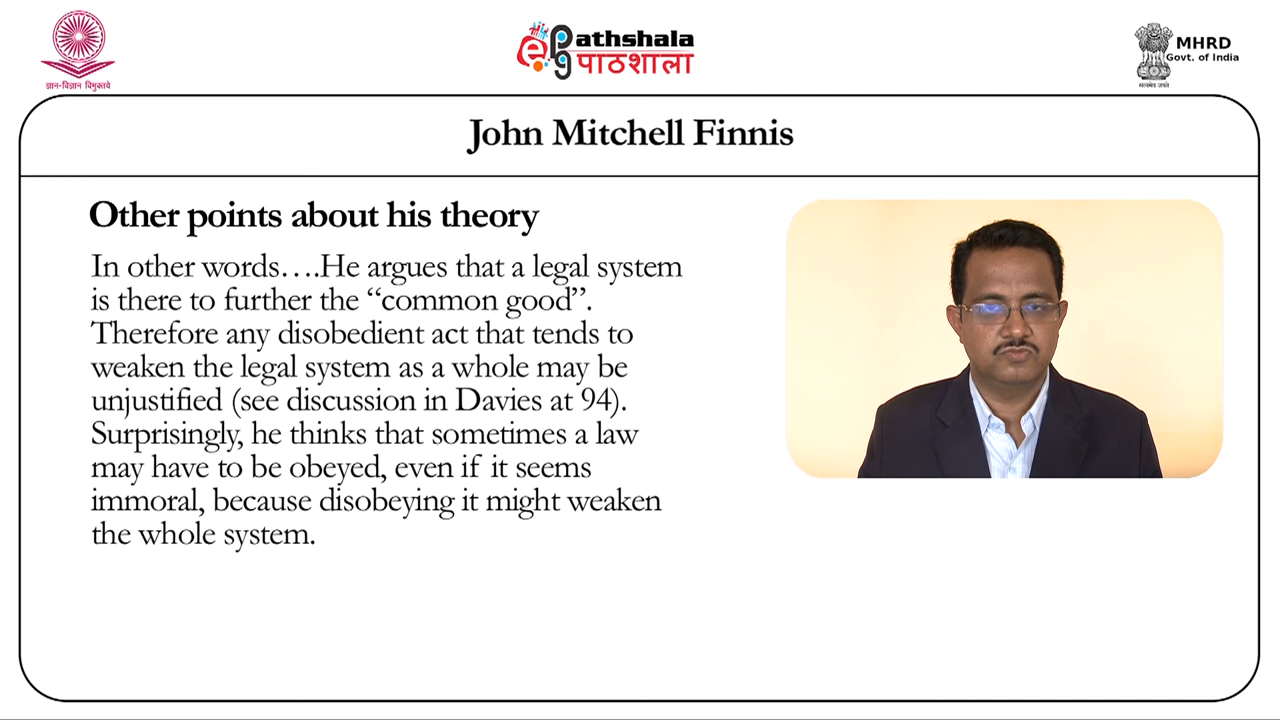 ज्ञान-विज्ञान विमुक्तये
epg athshala
पाठशाला
MHRD
Govt. of India
सत्यमेव जयते
John Mitchell Finnis
Other points about his theory
In other words….He argues that a legal system
is there to further the “common good”.
Therefore any disobedient act that tends to
weaken the legal system as a whole may be
unjustified (see discussion in Davies at 94).
Surprisingly, he thinks that sometimes a law
may have to be obeyed, even if it seems
immoral, because disobeying it might weaken
the whole system.